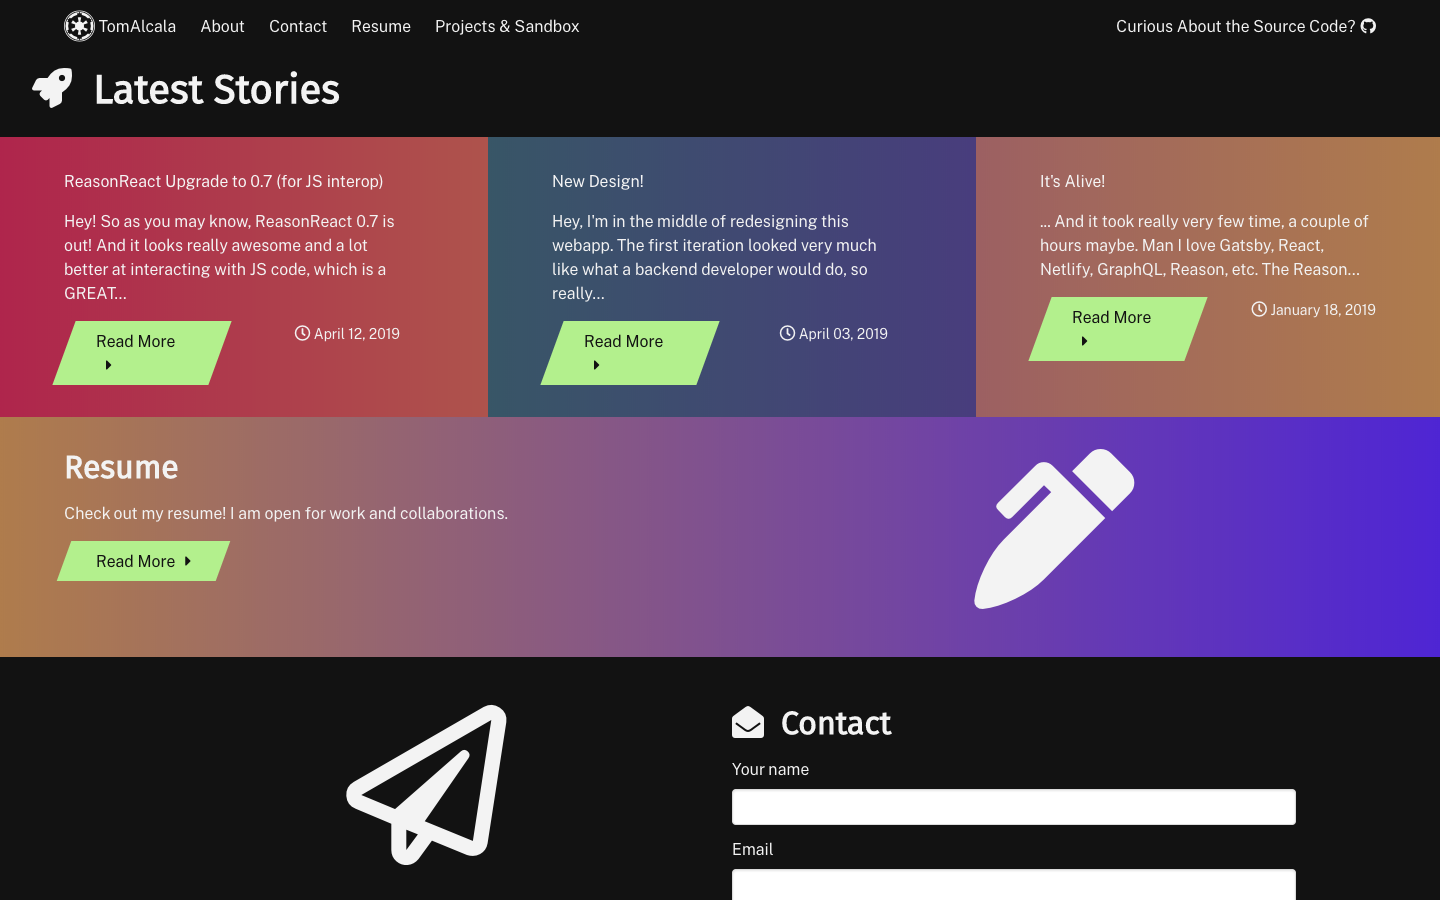 TomAlcala About Contact Resume Projects & Sandbox Curious About the Source Code?
Latest Stories
ReasonReact Upgrade to 0.7 (for JS interop)
Hey! So as you may know, ReasonReact 0.7 is
out! And it looks really awesome and a lot
better at interacting with JS code, which is a
GREAT...
Read More
April 12, 2019
New Design!
Hey, I'm in the middle of redesigning this
webapp. The first iteration looked very much
like what a backend developer would do, so
really...
Read More
April 03, 2019
It's Alive!
... And it took really very few time, a couple of
hours maybe. Man I love Gatsby, React,
Netlify, GraphQL, Reason, etc. The Reason...
Read More
January 18, 2019
Resume
Check out my resume! I am open for work and collaborations.
Read More
Contact
Your name
Email